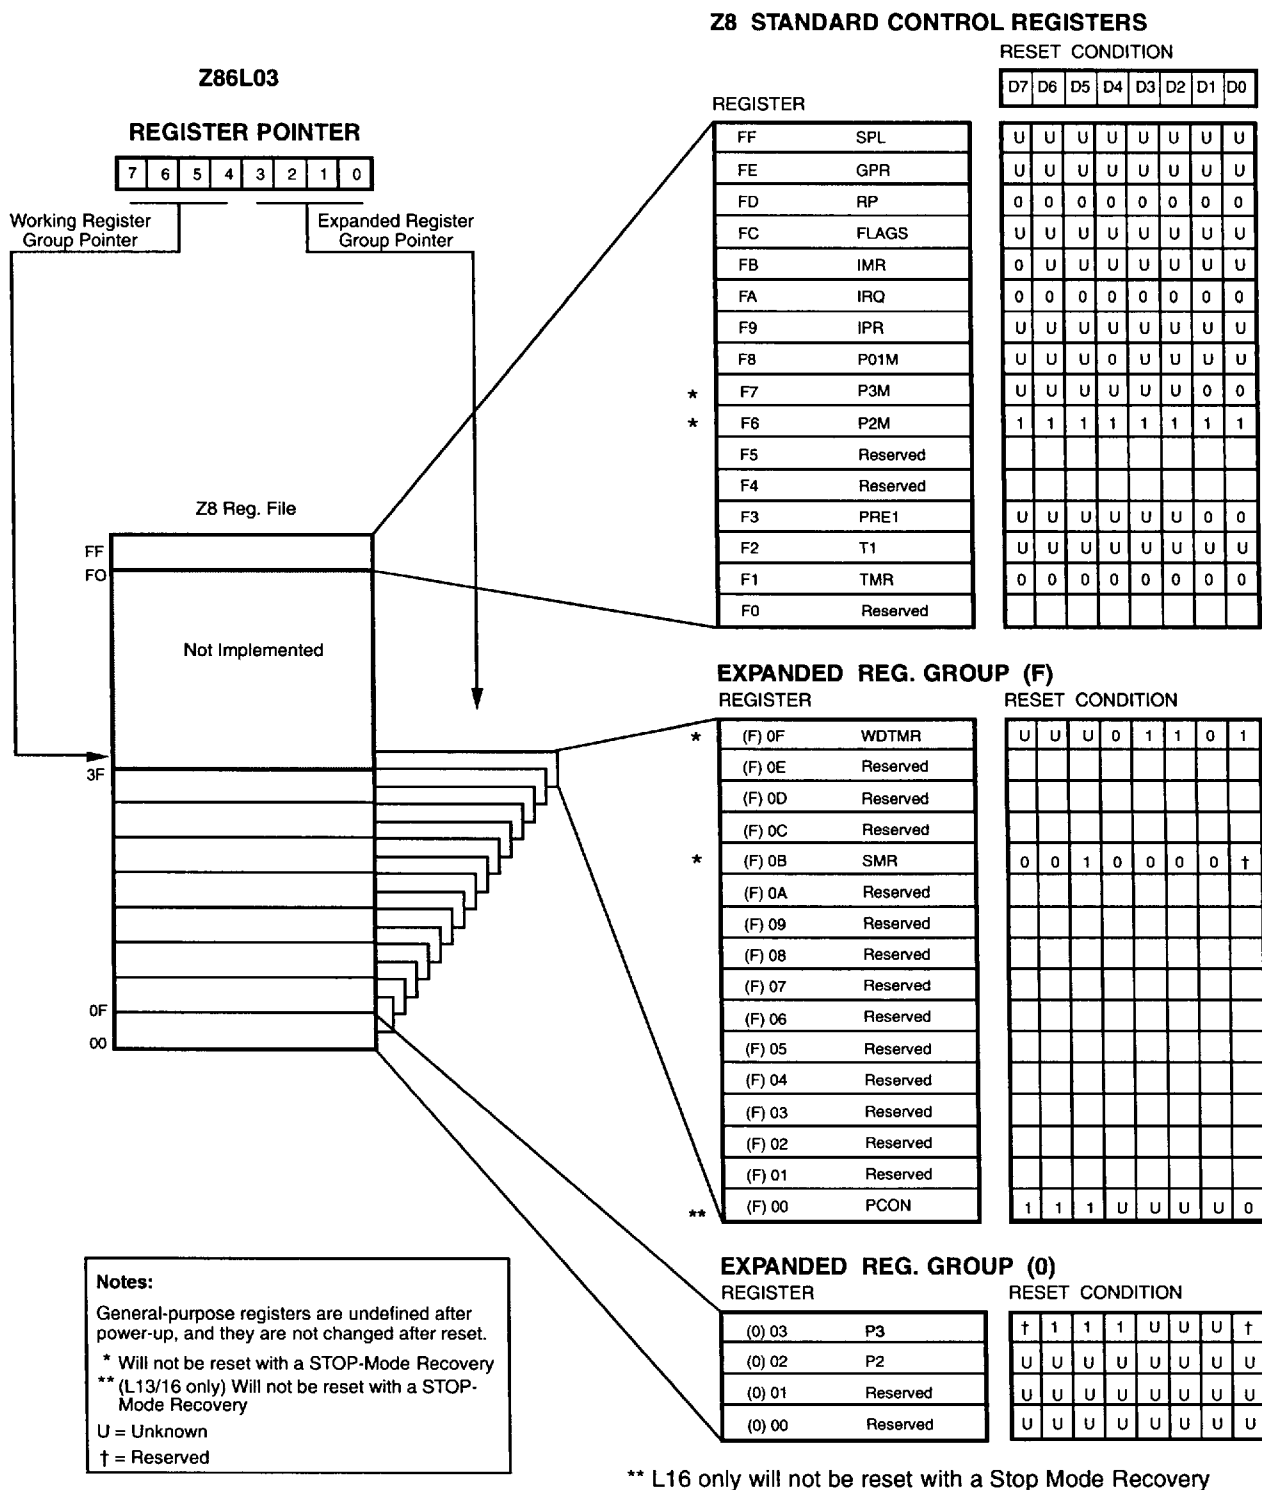 Z8 STANDARD CONTROL REGISTERS
RESET CONDITION
Z86L03
D7 D6 D5 D4 D3 D2 D1 D0
REGISTER
REGISTER POINTER
7 6 5 4 3 2 1 0
Working Register
Group Pointer
Expanded Register
Group Pointer
FF SPL U U U U U U U U
FE GPR U U U U U U U U
FD RP 0 0 0 0 0 0 0 0
FC FLAGS U U U U U U U U
FB IMR 0 U U U U U U U
FA IRQ 0 0 0 0 0 0 0 0
F9 IPR U U U U U U U U
F8 P01M U U U 0 U U U U
* F7 P3M U U U U U U 0 0
* F6 P2M 1 1 1 1 1 1 1 1
F5 Reserved
F4 Reserved
F3 PRE1 U U U U U U 0 0
F2 T1 U U U U U U U U
F1 TMR 0 0 0 0 0 0 0 0
F0 Reserved
Z8 Reg. File
FF
FO
Not Implemented
3F
0F
00
EXPANDED REG. GROUP (F)
REGISTER RESET CONDITION
* (F) 0F WDTMR U U U 0 1 1 0 1
(F) 0E Reserved
(F) 0D Reserved
(F) 0C Reserved
* (F) 0B SMR 0 0 1 0 0 0 0 †
(F) 0A Reserved
(F) 09 Reserved
(F) 08 Reserved
(F) 07 Reserved
(F) 06 Reserved
(F) 05 Reserved
(F) 04 Reserved
(F) 03 Reserved
(F) 02 Reserved
(F) 01 Reserved
** (F) 00 PCON 1 1 1 U U U U 0
EXPANDED REG. GROUP (0)
REGISTER RESET CONDITION
(0) 03 P3 † 1 1 1 U U U †
(0) 02 P2 U U U U U U U U
(0) 01 Reserved U U U U U U U U
(0) 00 Reserved U U U U U U U U
Notes:
General-purpose registers are undefined after
power-up, and they are not changed after reset.
* Will not be reset with a STOP-Mode Recovery
** (L13/16 only) Will not be reset with a STOP-
Mode Recovery
U = Unknown
† = Reserved
** L16 only will not be reset with a Stop Mode Recovery